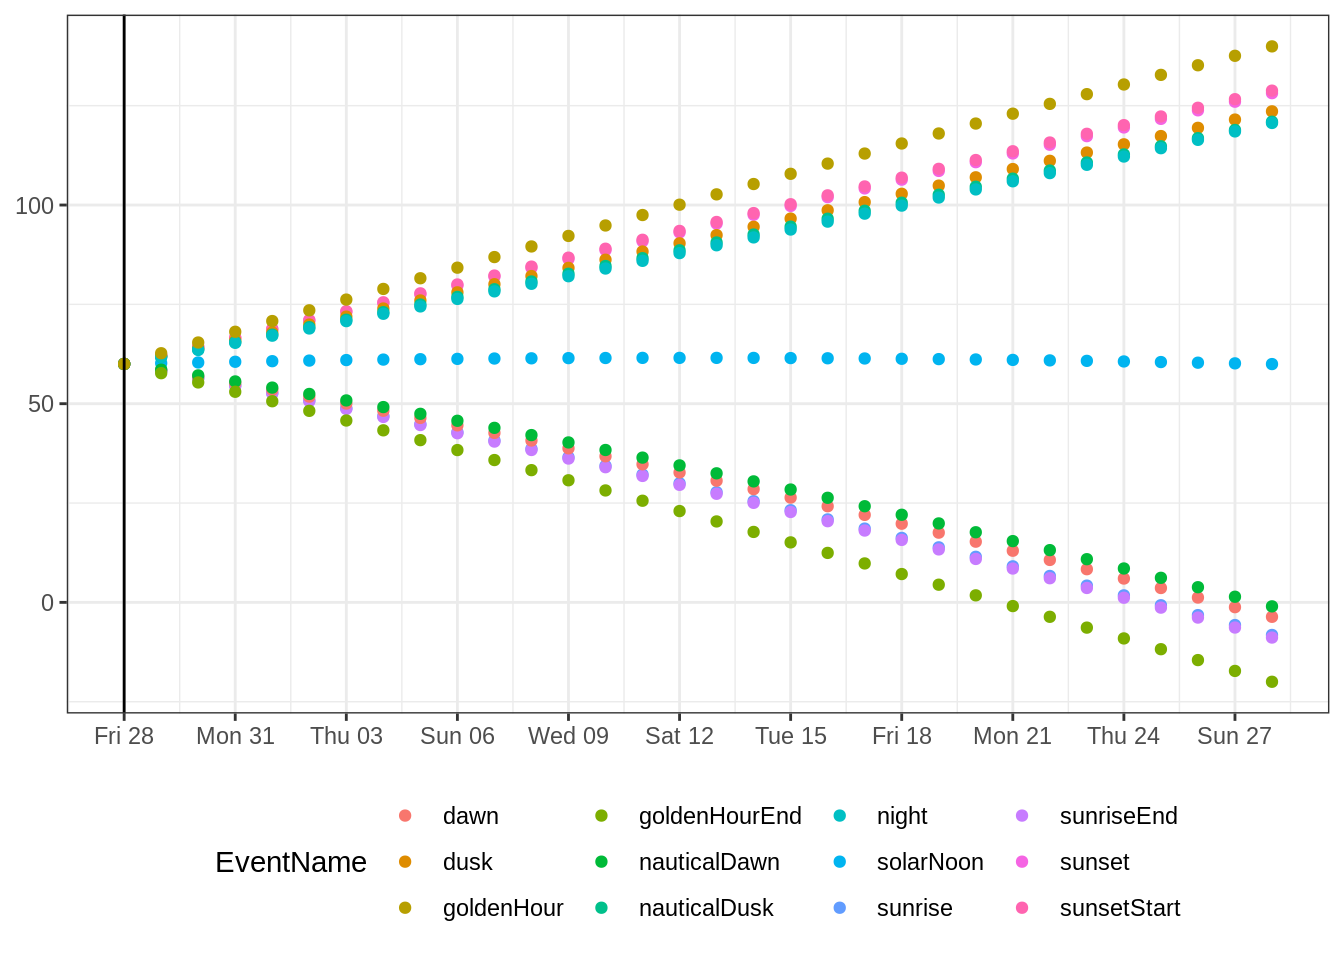 100
50
0
Fri 28 Mon 31 Thu 03 Sun 06 Wed 09 Sat 12 Tue 15 Fri 18 Mon 21 Thu 24 Sun 27
EventName
dawn
dusk
goldenHour
goldenHourEnd
nauticalDawn
nauticalDusk
night
solarNoon
sunrise
sunriseEnd
sunset
sunsetStart